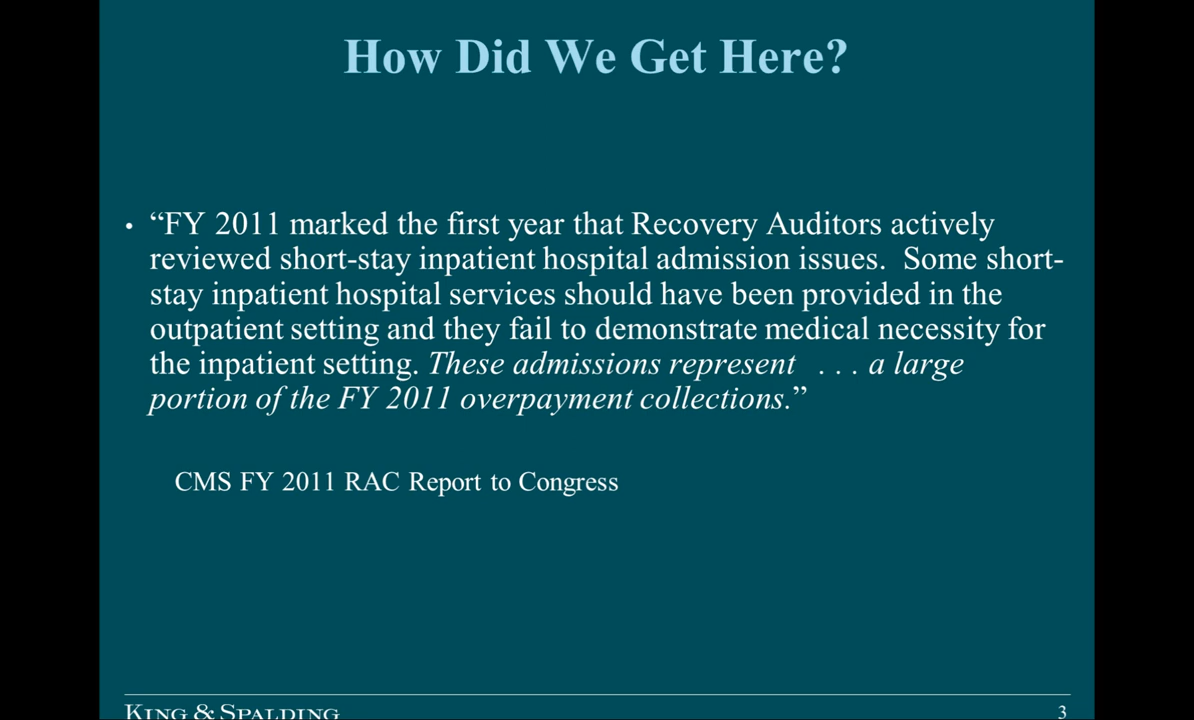 How Did We Get Here?
• “FY 2011 marked the first year that Recovery Auditors actively
reviewed short-stay inpatient hospital admission issues.  Some short-
stay inpatient hospital services should have been provided in the
outpatient setting and they fail to demonstrate medical necessity for
the inpatient setting. These admissions represent  . . . a large
portion of the FY 2011 overpayment collections.”
CMS FY 2011 RAC Report to Congress
KING & SPALDING
3